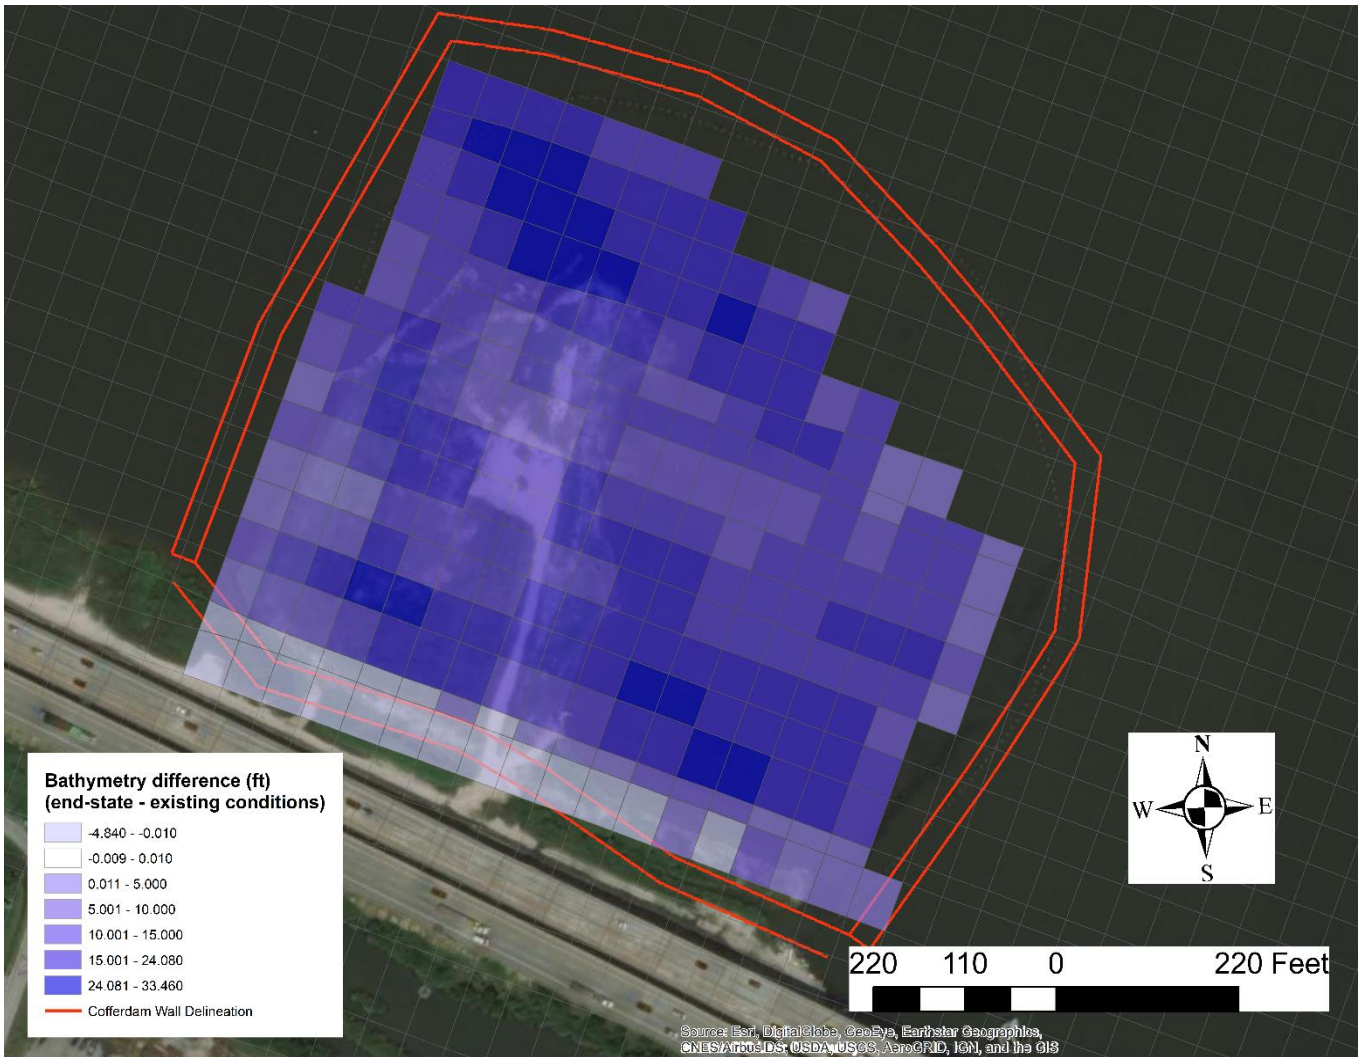 Bathymetry difference (ft)
(end-state - existing conditions)
-4.840 - -0.010
-0.009 - 0.010
0.011 - 5.000
5.001 - 10.000
10.001 - 15.000
15.001 - 24.080
24.081 - 33.460
Cofferdam Wall Delineation
N
W E
S
220 110 0 220 Feet
Source: Esri, DigitalGlobe, GeoEye, Earthstar Geographics,
CNES/Airbus DS, USDA, USGS, AeroGRID, IGN, and the GIS